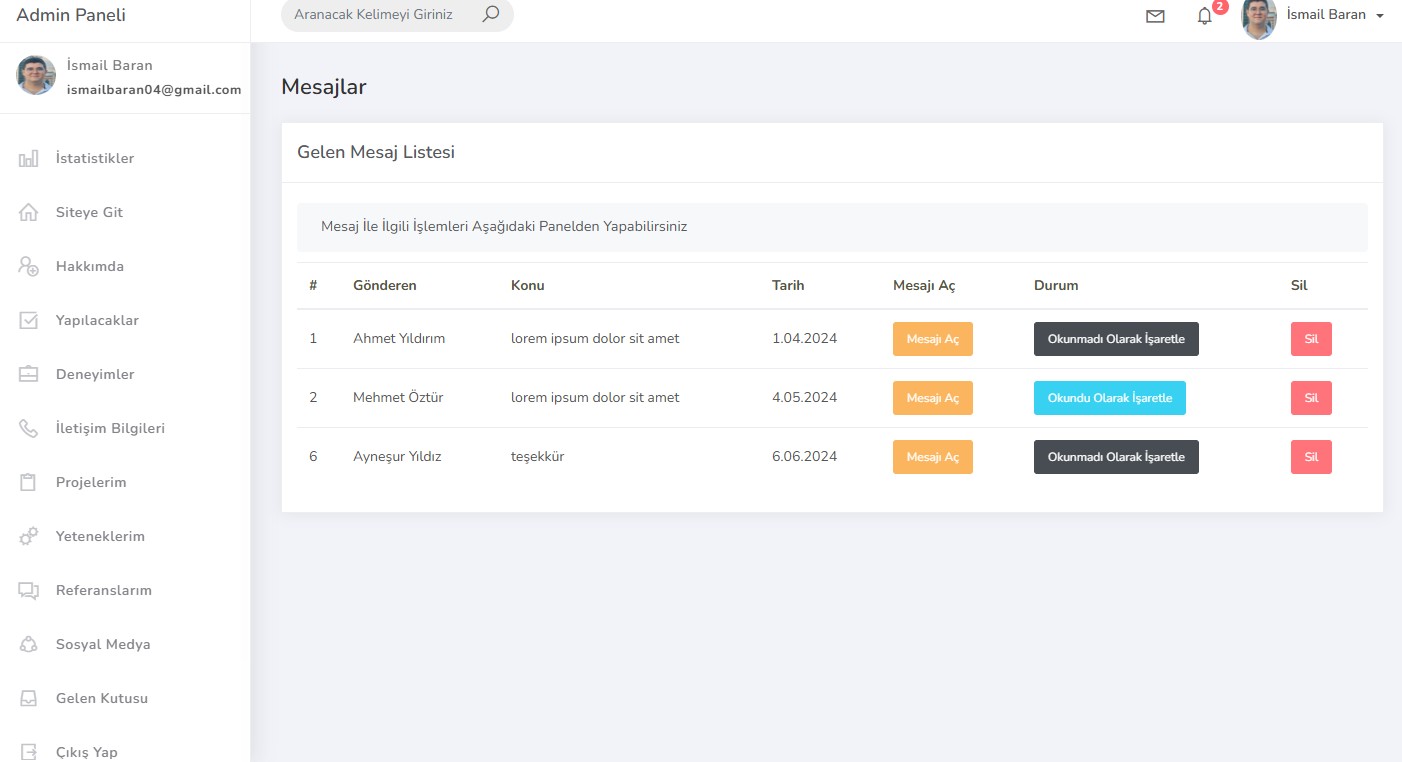 Admin Paneli
Aranacak Kelimeyi Giriniz
2
İsmail Baran
İsmail Baran
ismailbaran04@gmail.com
İstatistikler
Siteye Git
Hakkımda
Yapılacaklar
Deneyimler
İletişim Bilgileri
Projelerim
Yeteneklerim
Referanslarım
Sosyal Medya
Gelen Kutusu
Çıkış Yap
Mesajlar
Gelen Mesaj Listesi
Mesaj İle İlgili İşlemleri Aşağıdaki Panelden Yapabilirsiniz
# Gönderen Konu Tarih Mesajı Aç Durum Sil
1 Ahmet Yıldırım lorem ipsum dolor sit amet 1.04.2024 Mesajı Aç Okunmadı Olarak İşaretle Sil
2 Mehmet Öztür lorem ipsum dolor sit amet 4.05.2024 Mesajı Aç Okundu Olarak İşaretle Sil
6 Ayneşur Yıldız teşekkür 6.06.2024 Mesajı Aç Okunmadı Olarak İşaretle Sil